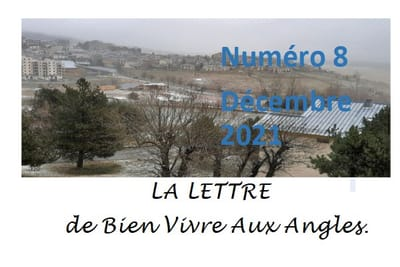 Numéro 8
Décembre
2021
LA LETTRE
de Bien Vivre Aux Angles.